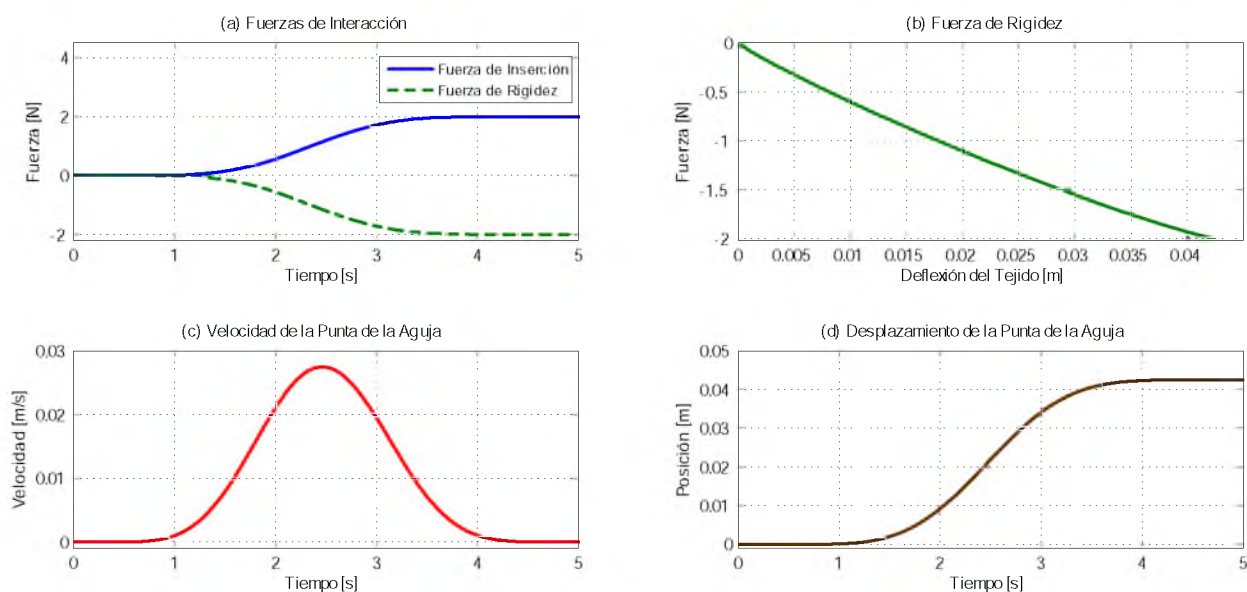 (a) Fuerzas de Interacción
4
2
0
-2
Fuerza [N]
Fuerza de Inserción
Fuerza de Rigidez
0 1 2 3 4 5
Tiempo [s]
(b) Fuerza de Rigidez
0
-0.5
-1
-1.5
-2
Fuerza [N]
0 0.005 0.01 0.015 0.02 0.025 0.03 0.035 0.04
Deflexión del Tejido [m]
(c) Velocidad de la Punta de la Aguja
0.03
0.02
0.01
0
Velocidad [m/s]
0 1 2 3 4 5
Tiempo [s]
(d) Desplazamiento de la Punta de la Aguja
0.05
0.04
0.03
0.02
0.01
0
Posición [m]
0 1 2 3 4 5
Tiempo [s]